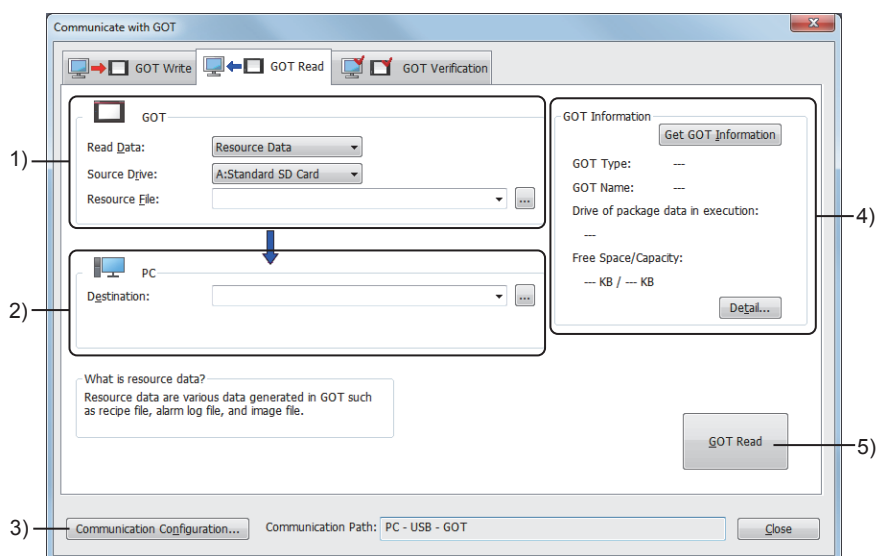 Communicate with GOT
GOT Write
GOT Read
GOT Verification
1)
GOT
Read Data:
Resource Data
Source Drive:
A:Standard SD Card
Resource File:
...
2)
PC
Destination:
...
What is resource data?
Resource data are various data generated in GOT such
as recipe file, alarm log file, and image file.
GOT Information
Get GOT Information
GOT Type:
---
GOT Name:
---
Drive of package data in execution:
---
Free Space/Capacity:
--- KB / --- KB
Detail...
4)
GOT Read
5)
3)
Communication Configuration...
Communication Path:
PC - USB - GOT
Close